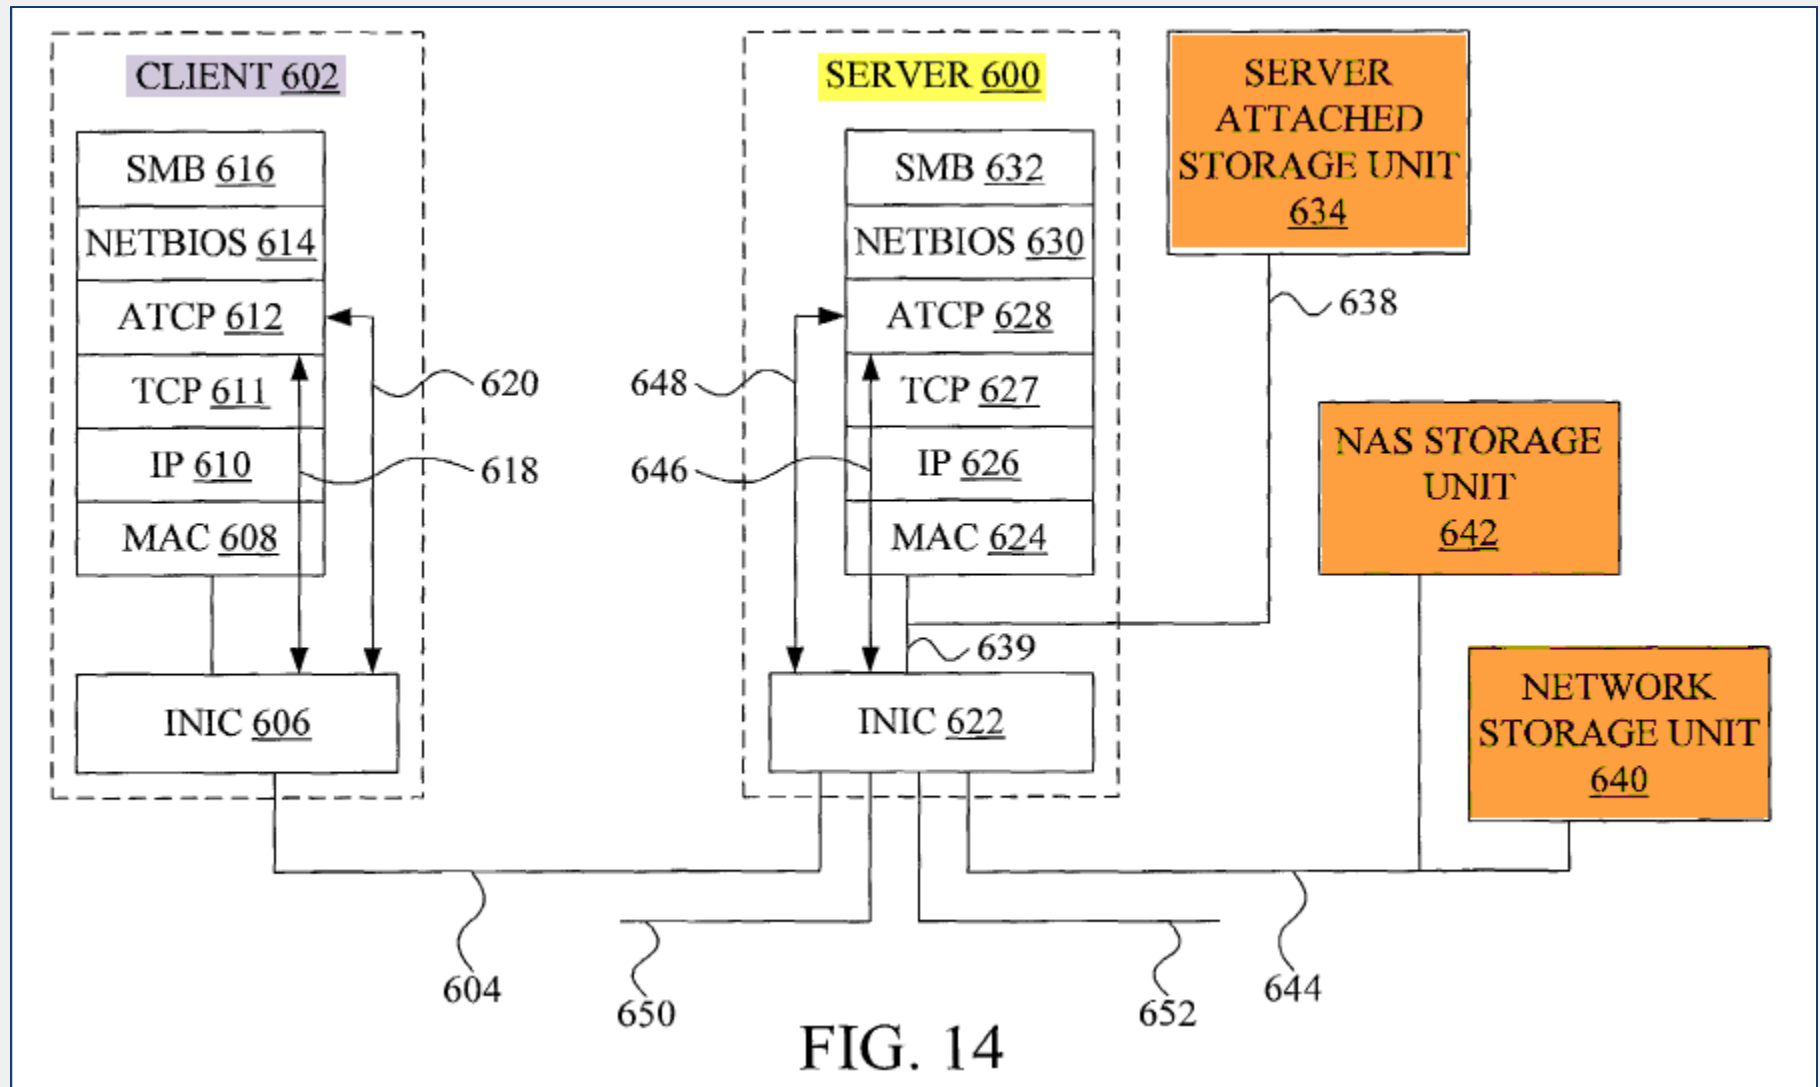 CLIENT 602
SMB 616
NETBIOS 614
ATCP 612
TCP 611
IP 610
MAC 608
INIC 606
620
618
604
SERVER 600
SMB 632
NETBIOS 630
ATCP 628
TCP 627
IP 626
MAC 624
INIC 622
648
646
639
650
652
644
SERVER
ATTACHED
STORAGE UNIT
634
638
NAS STORAGE
UNIT
642
NETWORK
STORAGE UNIT
640
FIG. 14